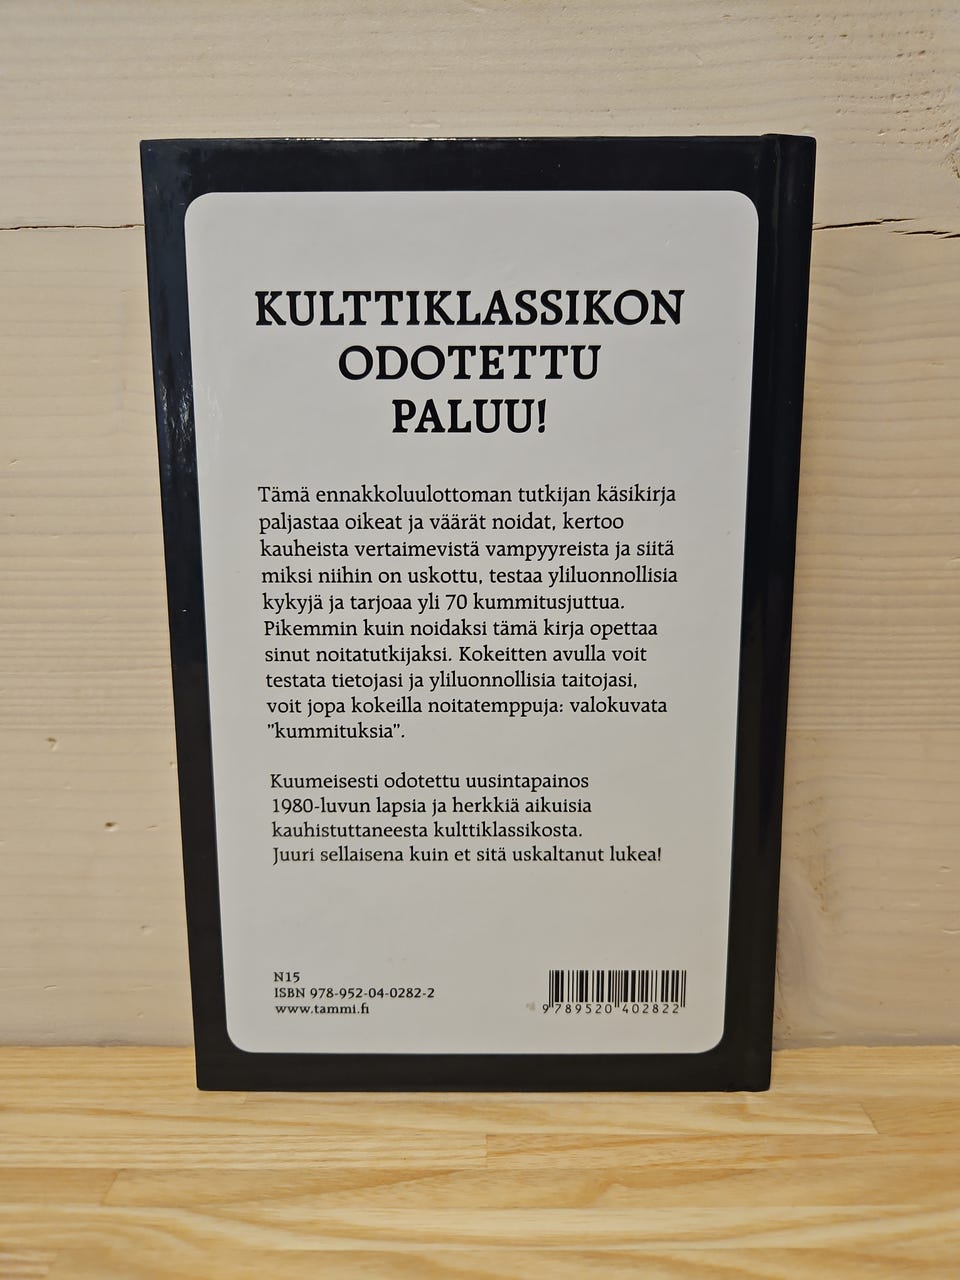 KULTTIKLASSIKON
ODOTETTU
PALUU!
Tämä ennakkoluulottoman tutkijan käsikirja
paljastaa oikeat ja väärät noidat, kertoo
kauheista vertaimevistä vampyyreista ja siitä
miksi niihin on uskottu, testaa yliluonnollisia
kykyjä ja tarjoaa yli 70 kummitusjuttua.
Pikemmin kuin noidaksi tämä kirja opettaa
sinut noitatutkijaksi. Kokeitten avulla voit
testata tietojasi ja yliluonnollisia taitojasi,
voit jopa kokeilla noitatemppuja: valokuvata
"kummituksia".
Kuumeisesti odotettu uusintapainos
1980-luvun lapsia ja herkkiä aikuisia
kauhistuttaneesta kulttiklassikosta.
Juuri sellaisena kuin et sitä uskaltanut lukea!
N15
ISBN 978-952-04-0282-2
www.tammi.fi
9 789520 402822